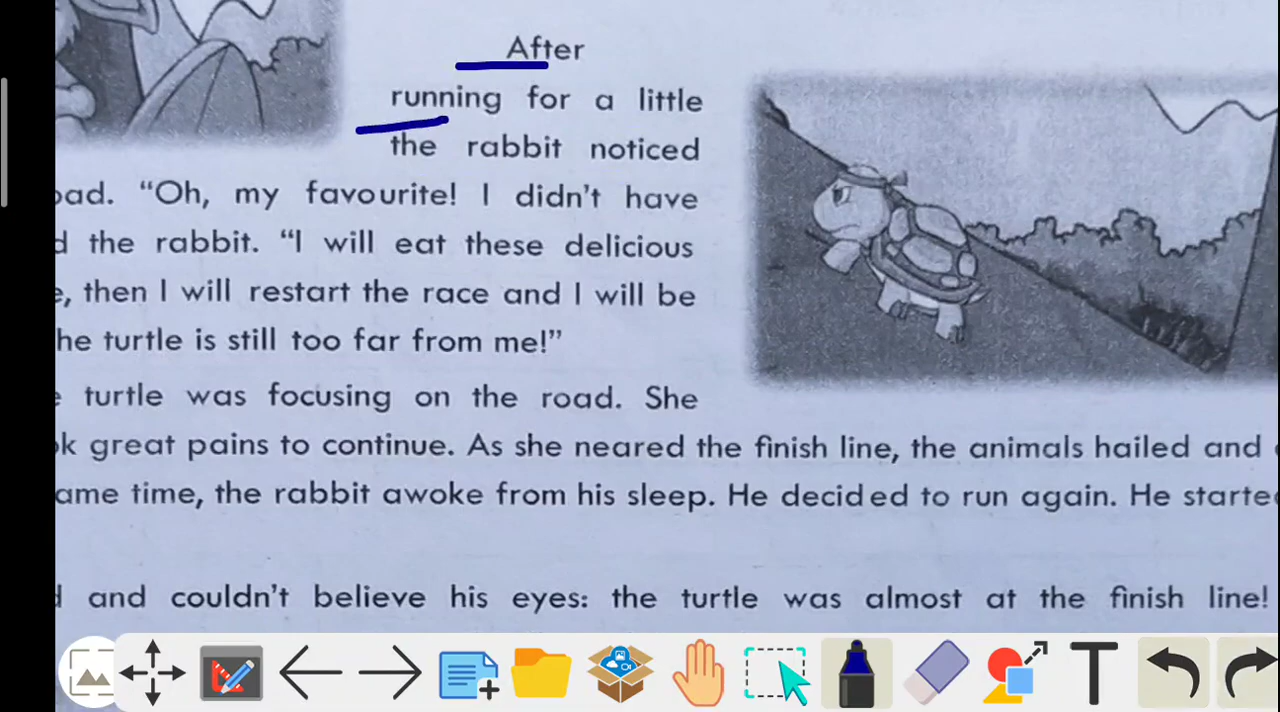 After
running for a little
the rabbit noticed
oad. “Oh, my favourite! I didn’t have
d the rabbit. “I will eat these delicious
e, then I will restart the race and I will be
he turtle is still too far from me!”
e turtle was focusing on the road. She
ok great pains to continue. As she neared the finish line, the animals hailed and
ame time, the rabbit awoke from his sleep. He decided to run again. He starte
d and couldn’t believe his eyes: the turtle was almost at the finish line!